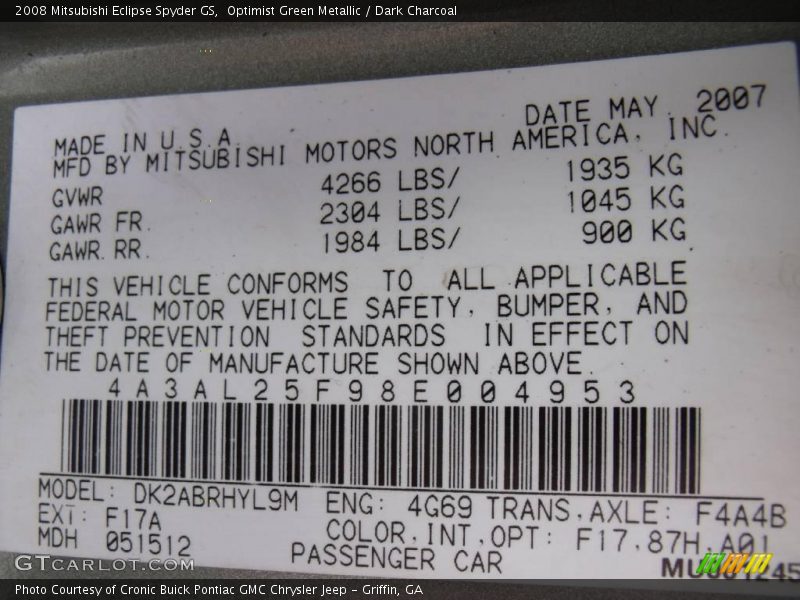 2008 Mitsubishi Eclipse Spyder GS,  Optimist Green Metallic / Dark Charcoal
DATE MAY. 2007
MADE IN U.S.A.
MFD BY MITSUBISHI MOTORS NORTH AMERICA, INC.
GVWR 4266 LBS/ 1935 KG
GAWR FR. 2304 LBS/ 1045 KG
GAWR RR. 1984 LBS/ 900 KG
THIS VEHICLE CONFORMS TO ALL APPLICABLE
FEDERAL MOTOR VEHICLE SAFETY, BUMPER, AND
THEFT PREVENTION STANDARDS IN EFFECT ON
THE DATE OF MANUFACTURE SHOWN ABOVE.
4A3AL25F98E004953
MODEL: DK2ABRHYL9M ENG: 4G69 TRANS,AXLE: F4A4B
EXT: F17A COLOR,INT,OPT: F17,87H,A01
MDH 051512 PASSENGER CAR
GTCarLot.com
Photo Courtesy of Cronic Buick Pontiac GMC Chrysler Jeep - Griffin, GA